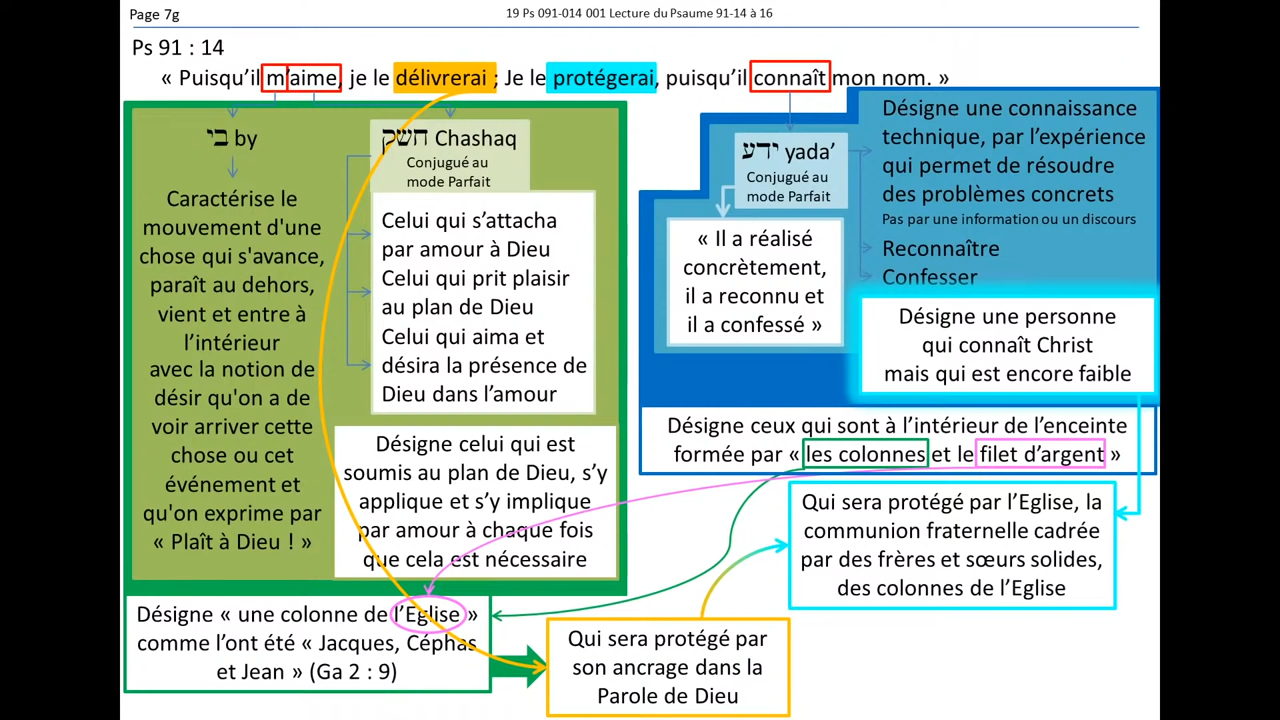 Page 7g
19 Ps 091-014 001 Lecture du Psaume 91-14 à 16
Ps 91 : 14
« Puisqu'il m'aime, je le délivrerai ; Je le protégerai, puisqu'il connaît mon nom. »
בי by
Caractérise le
mouvement d'une
chose qui s'avance,
paraît au dehors,
vient et entre à
l'intérieur
avec la notion de
désir qu'on a de
voir arriver cette
chose ou cet
événement et
qu'on exprime par
« Plaît à Dieu ! »
חשק Chashaq
Conjugué au
mode Parfait
Celui qui s'attacha
par amour à Dieu
Celui qui prit plaisir
au plan de Dieu
Celui qui aima et
désira la présence de
Dieu dans l'amour
Désigne celui qui est
soumis au plan de Dieu, s'y
applique et s'y implique
par amour à chaque fois
que cela est nécessaire
Désigne « une colonne de l'Eglise »
comme l'ont été « Jacques, Céphas
et Jean » (Ga 2 : 9)
Qui sera protégé par
son ancrage dans la
Parole de Dieu
ידע yada'
Conjugué au
mode Parfait
« Il a réalisé
concrètement,
il a reconnu et
il a confessé »
Désigne une connaissance
technique, par l'expérience
qui permet de résoudre
des problèmes concrets
Pas par une information ou un discours
Reconnaître
Confesser
Désigne une personne
qui connaît Christ
mais qui est encore faible
Désigne ceux qui sont à l'intérieur de l'enceinte
formée par « les colonnes et le filet d'argent »
Qui sera protégé par l'Eglise, la
communion fraternelle cadrée
par des frères et sœurs solides,
des colonnes de l'Eglise